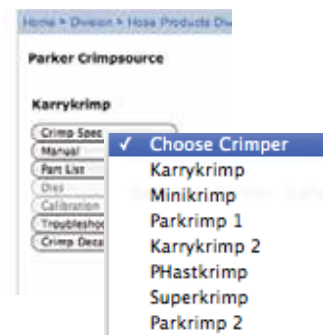 Home > Division > Hose Products Div
Parker Crimpsource
Karrykrimp
Crimp Spec
Manual
Part List
Dies
Calibration
Troubleshoo
Crimp Deca
✓ Choose Crimper
Karrykrimp
Minikrimp
Parkrimp 1
Karrykrimp 2
PHastkrimp
Superkrimp
Parkrimp 2